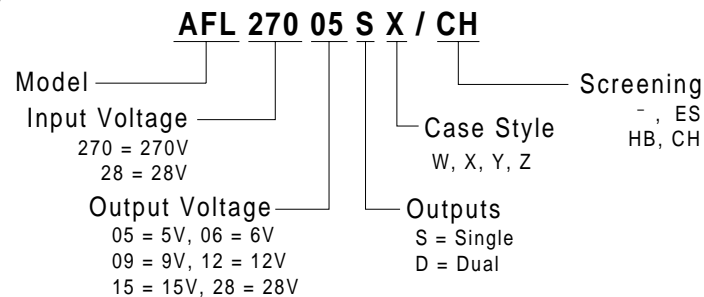 AFL 270 05 S X / CH
Model
Input Voltage
270 = 270V
28 = 28V
Output Voltage
05 = 5V, 06 = 6V
09 = 9V, 12 = 12V
15 = 15V, 28 = 28V
Outputs
S = Single
D = Dual
Case Style
W, X, Y, Z
Screening
– , ES
HB, CH